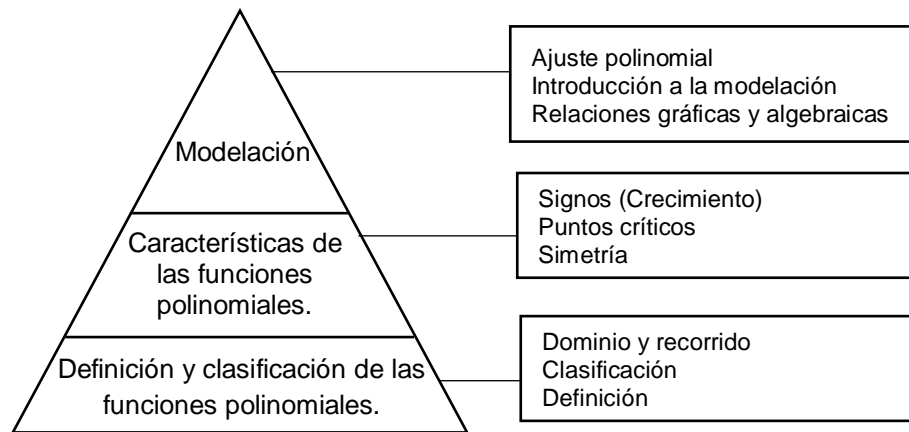 Modelación
Ajuste polinomial
Introducción a la modelación
Relaciones gráficas y algebraicas
Característicás de
las funciones
polinomiales.
Signos (Crecimiento)
Puntos críticos
Simetría
Definición y clasificación de las
funciones polinomiales.
Dominio y recorrido
Clasificación
Definición